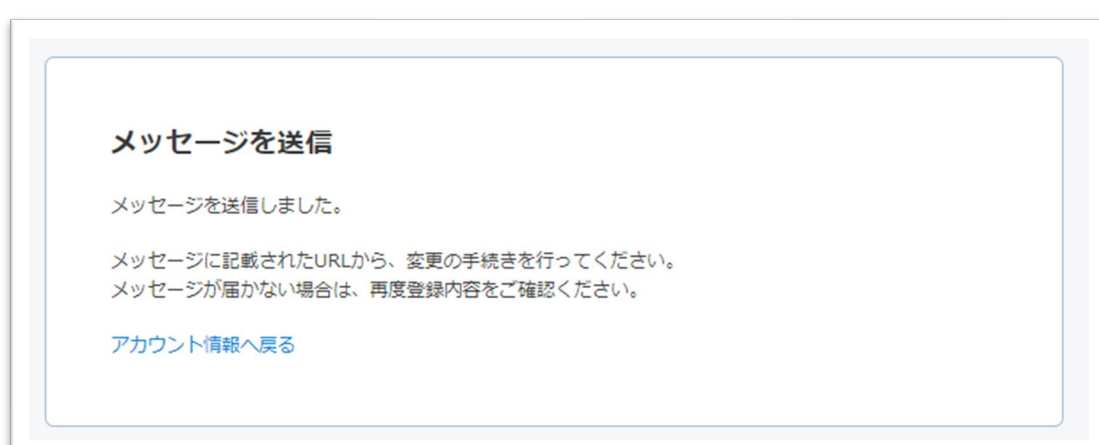 メッセージを送信
メッセージを送信しました。
メッセージに記載されたURLから、変更の手続きを行ってください。
メッセージが届かない場合は、再度登録内容をご確認ください。
アカウント情報へ戻る